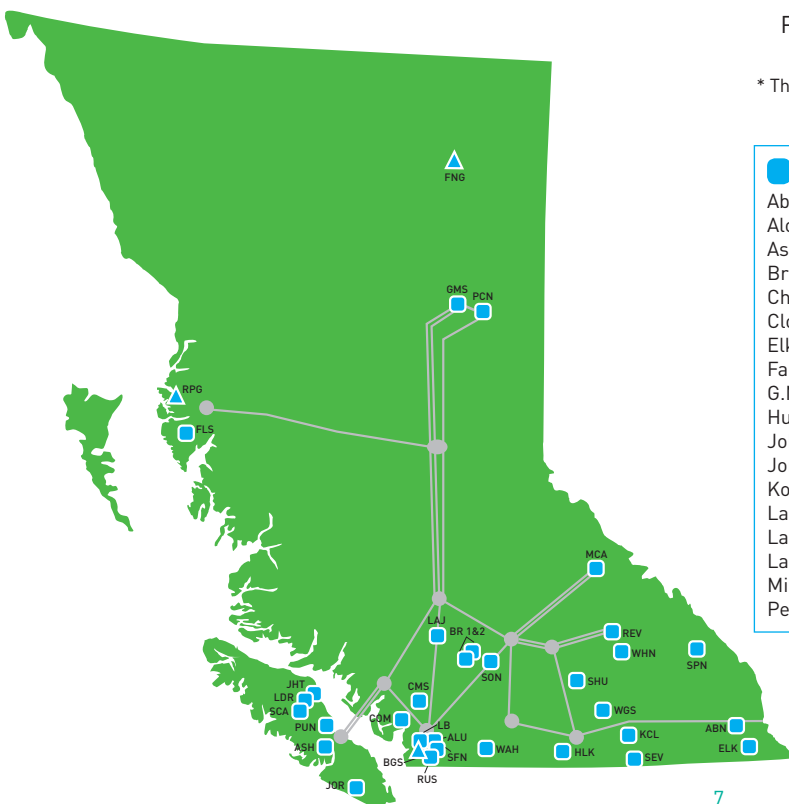 P
* Th
FNG
GMS
PCN
RPG
FLS
Ab
Alo
As
Br
Ch
Clo
Elk
Fa
G.M
Hu
Jo
Jo
Ko
La
La
La
Mi
Pe
MCA
LAJ
BR 1&2
REV
WHN
SPN
SON
SHU
JHT
LDR
SCA
CMS
COM
WGS
PUN
LB
ALU
ASH
BGS
SFN
WAH
HLK
KCL
SEV
ABN
ELK
RUS
JOR
7